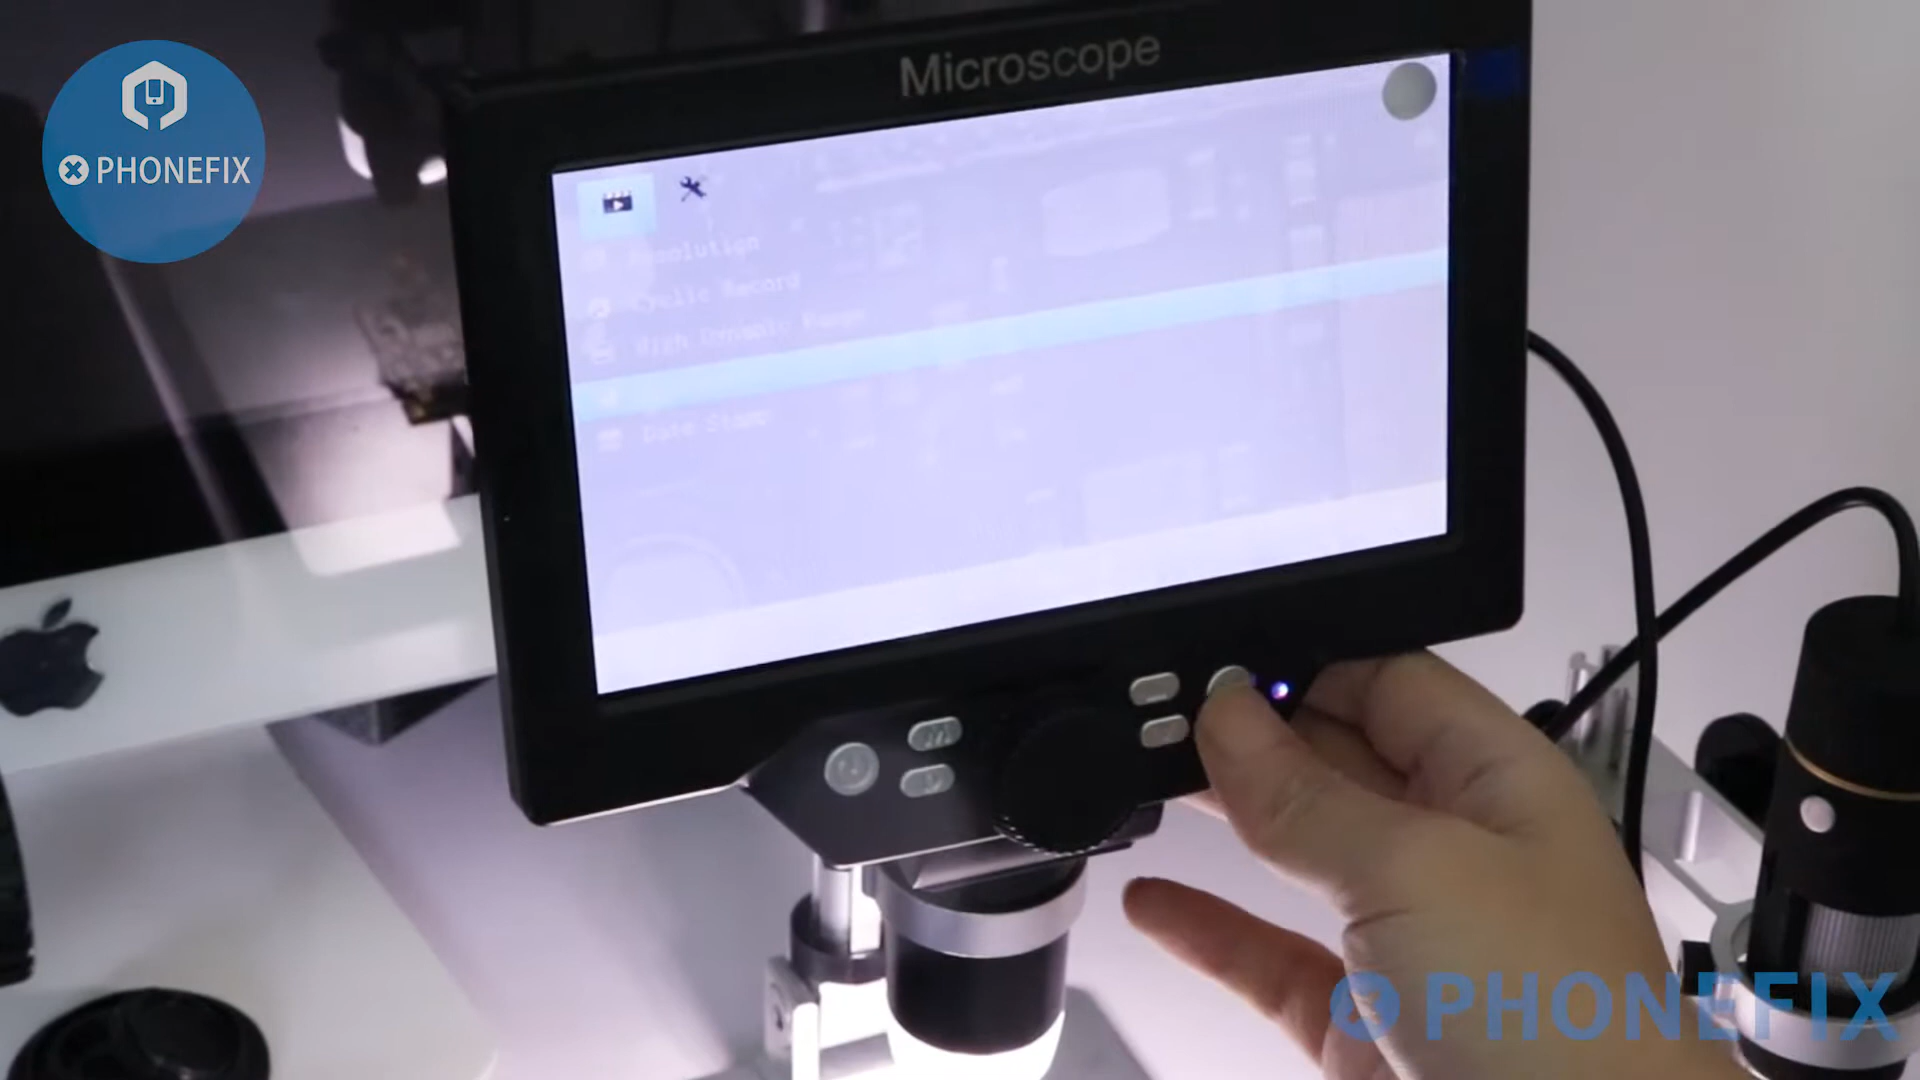 PHONEFIX
Microscope
Resolution
Cyclic Record
High Dynamic Range
Date Stamp
PHONEFIX